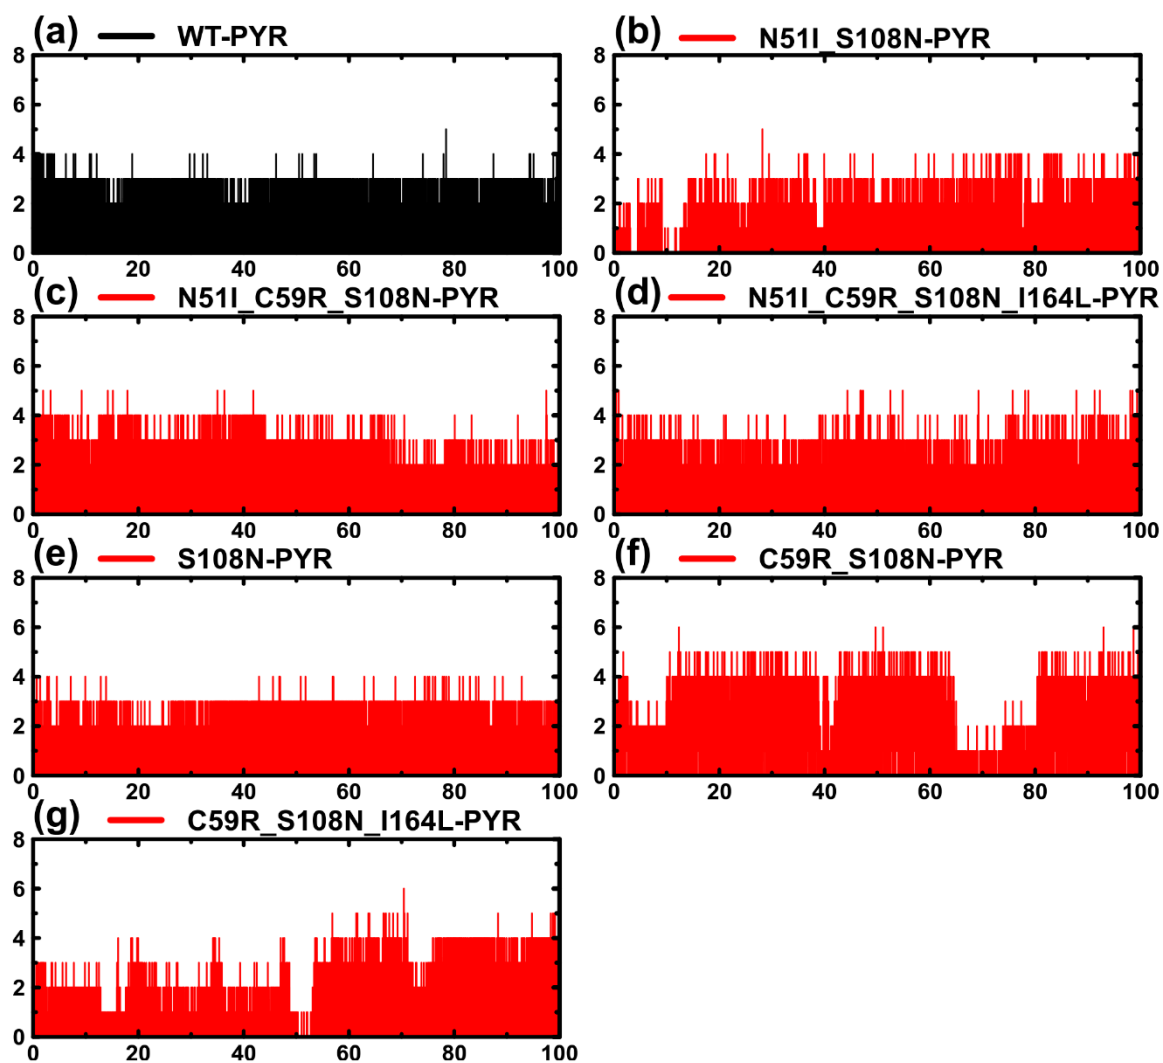 (a) WT-PYR
(b) N51I_S108N-PYR
8
6
4
2
0
0 20 40 60 80 100
8
6
4
2
0
0 20 40 60 80 100
(c) N51I_C59R_S108N-PYR
(d) N51I_C59R_S108N_I164L-PYR
8
6
4
2
0
0 20 40 60 80 100
8
6
4
2
0
0 20 40 60 80 100
(e) S108N-PYR
(f) C59R_S108N-PYR
8
6
4
2
0
0 20 40 60 80 100
8
6
4
2
0
0 20 40 60 80 100
(g) C59R_S108N_I164L-PYR
8
6
4
2
0
0 20 40 60 80 100